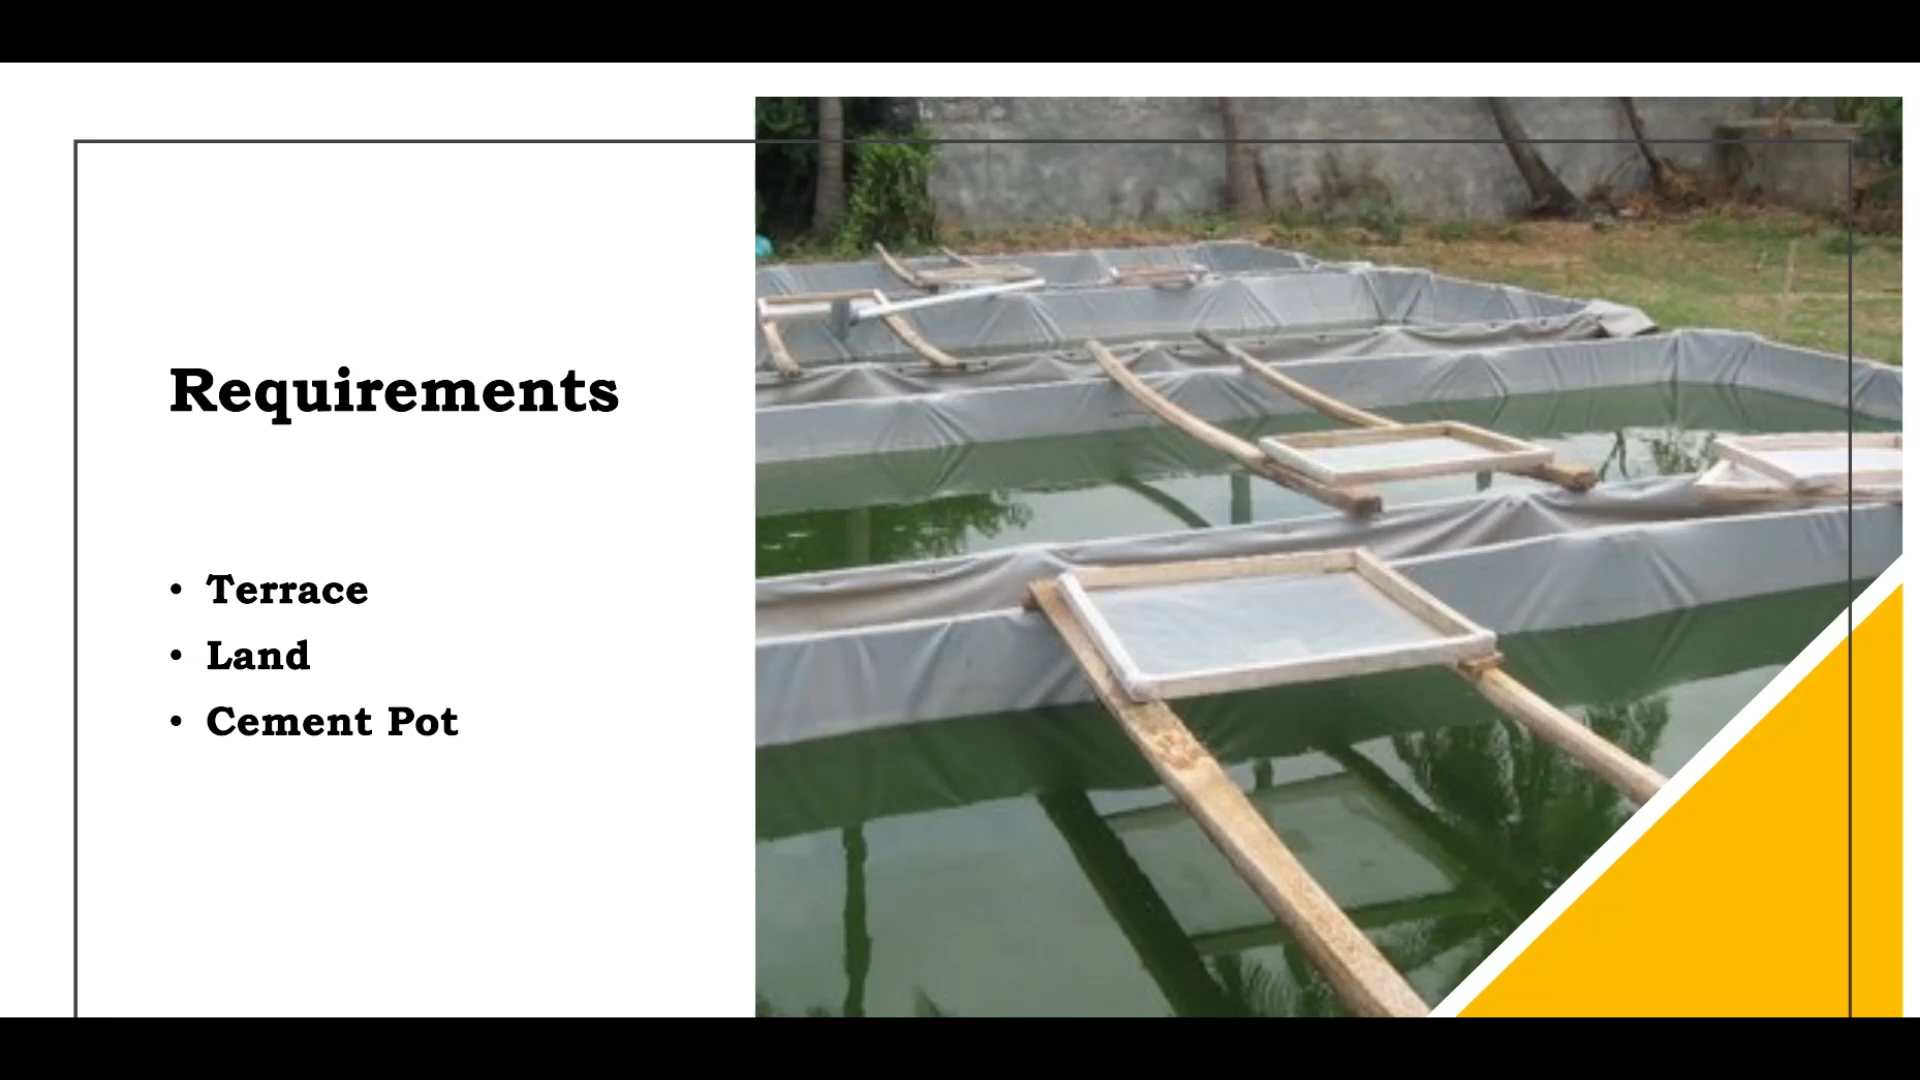 Requirements
• Terrace
• Land
• Cement Pot